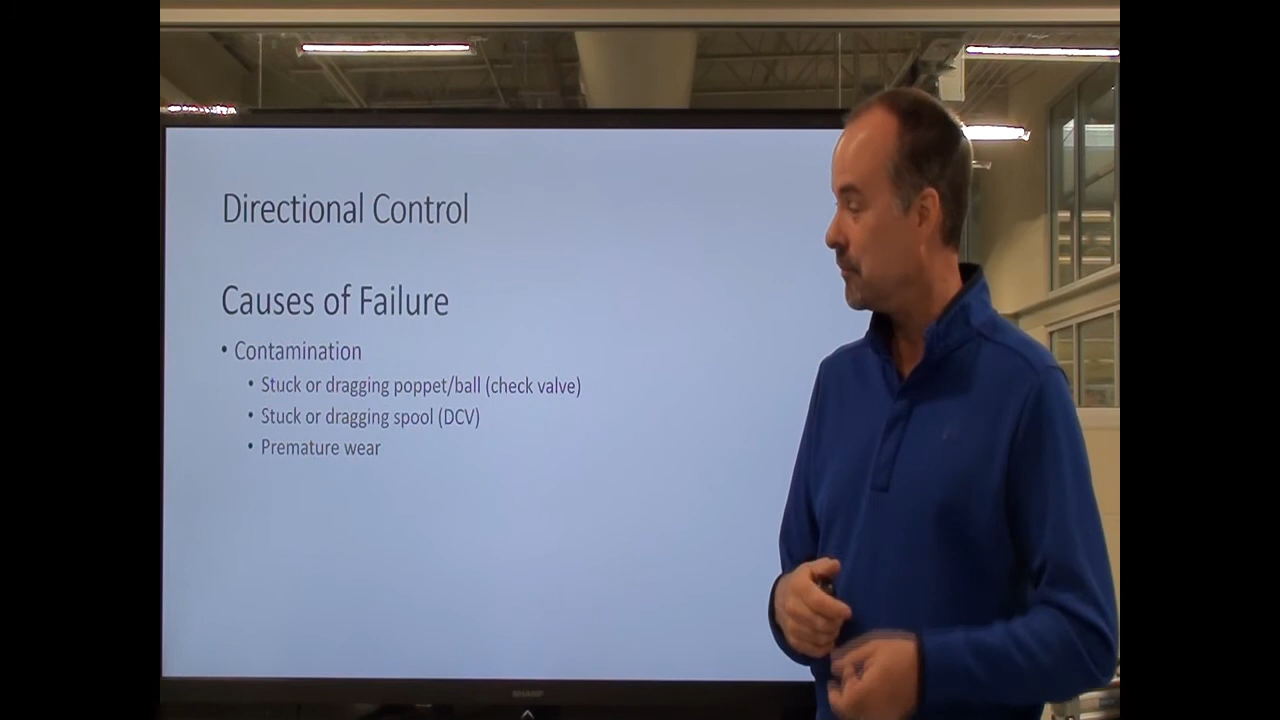 Directional Control
Causes of Failure
• Contamination
• Stuck or dragging poppet/ball (check valve)
• Stuck or dragging spool (DCV)
• Premature wear
SHARP